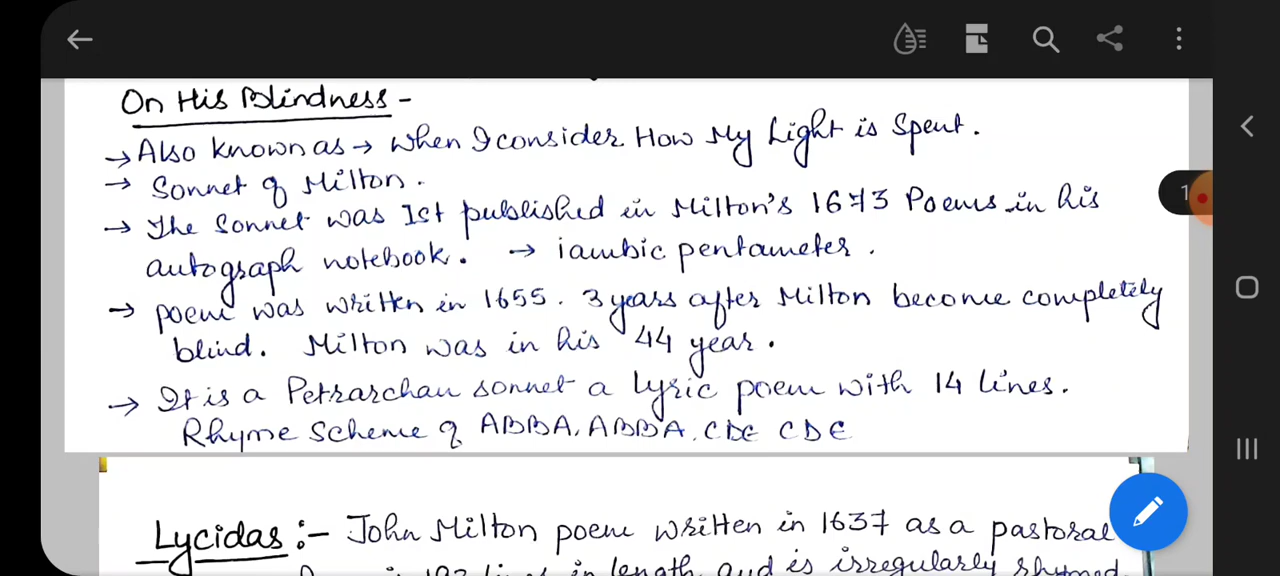 On His Blindness -
→ Also known as → When I consider How My Light is Spent.
→ Sonnet of Milton.
→ The Sonnet was 1st published in Milton's 1673 Poems in his
autograph notebook. → iambic pentameter.
→ poem was written in 1655. 3 years after Milton become completely
blind. Milton was in his 44 year.
→ It is a Petrarchan sonnet a lyric poem with 14 lines.
Rhyme Scheme of ABBA, ABBA, CDE CDE
1
Lycidas :- John Milton poem written in 1637 as a pastoral
lines in length and is irregularly rhymed